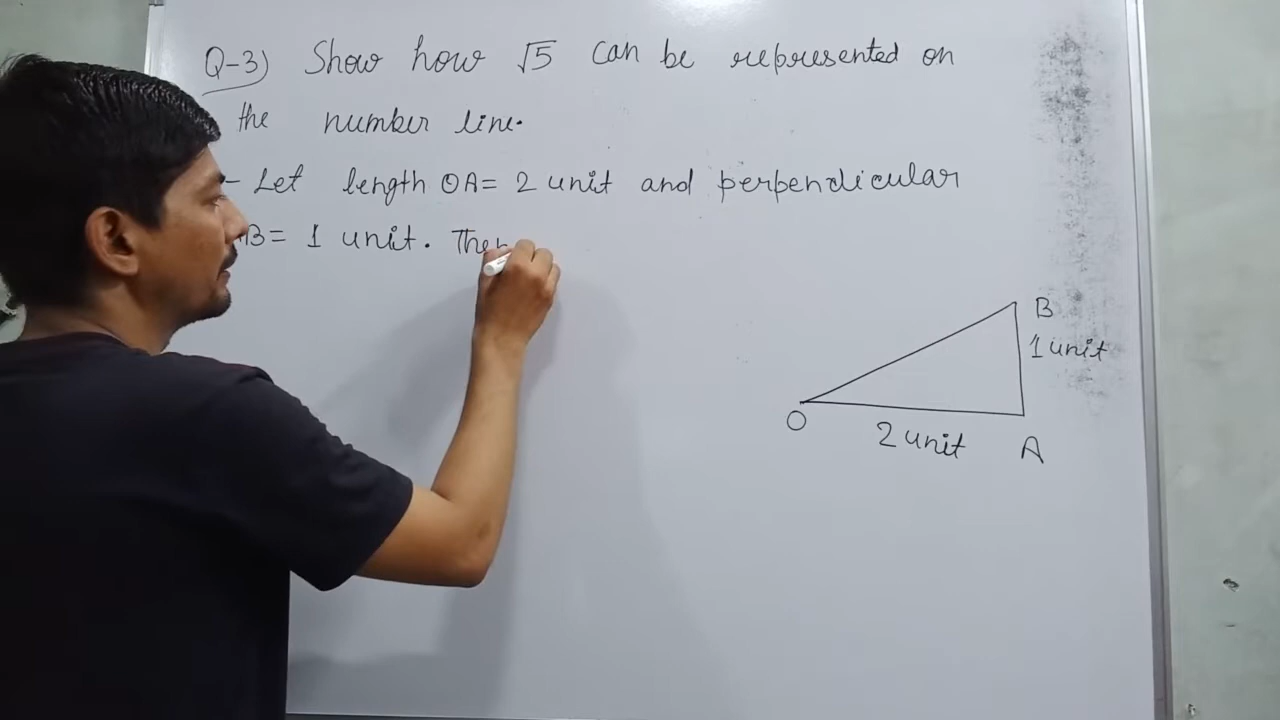 Q-3) Show how √5 can be represented on
the number line.
- Let length OA= 2 unit and perpendicular
B= 1 unit. Then
B
1 unit
O
2 unit
A